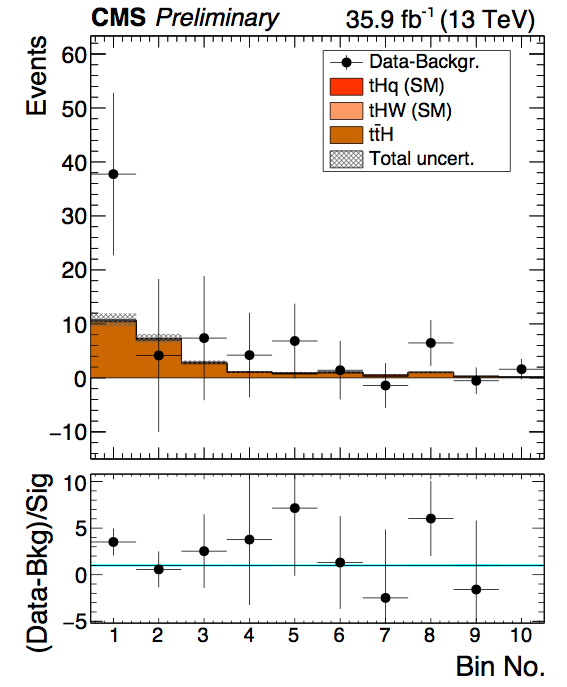 CMS Preliminary 35.9 fb⁻¹ (13 TeV)
Events
60
50
40
30
20
10
0
−10
Data-Backgr.
tHq (SM)
tHW (SM)
tt̄H
Total uncert.
(Data-Bkg)/Sig
10
5
0
−5
1 2 3 4 5 6 7 8 9 10
Bin No.